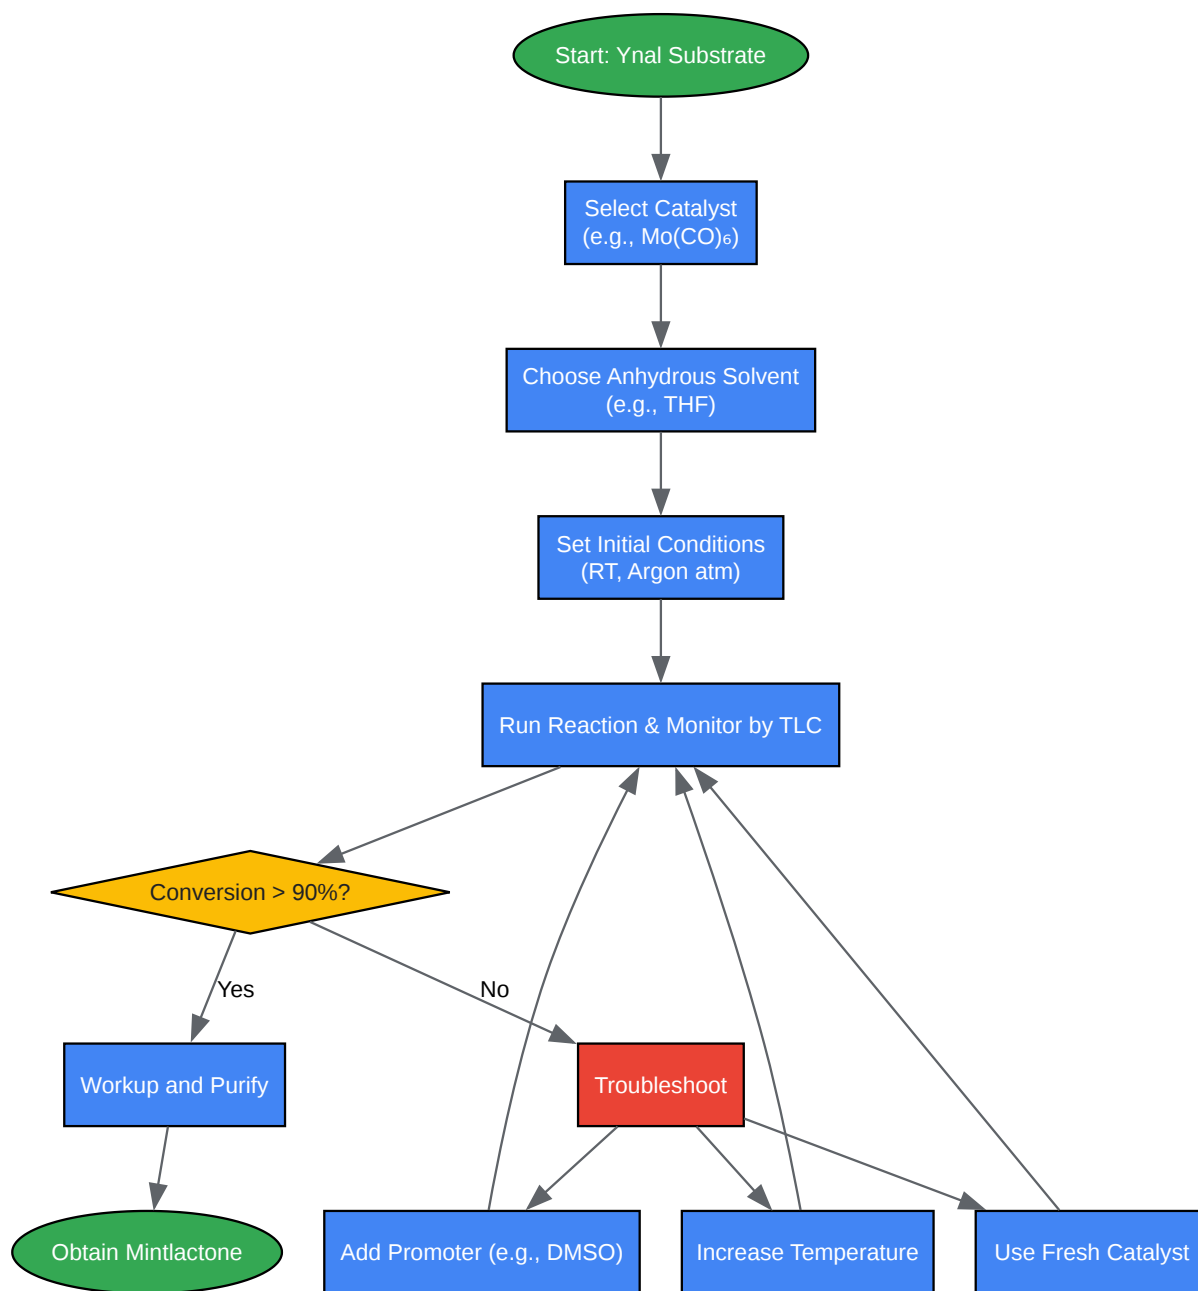 Start: Ynal Substrate
Select Catalyst
(e.g., Mo(CO)₆)
Choose Anhydrous Solvent
(e.g., THF)
Set Initial Conditions
(RT, Argon atm)
Run Reaction & Monitor by TLC
Conversion > 90%?
Yes
No
Workup and Purify
Troubleshoot
Obtain Mintlactone
Add Promoter (e.g., DMSO)
Increase Temperature
Use Fresh Catalyst